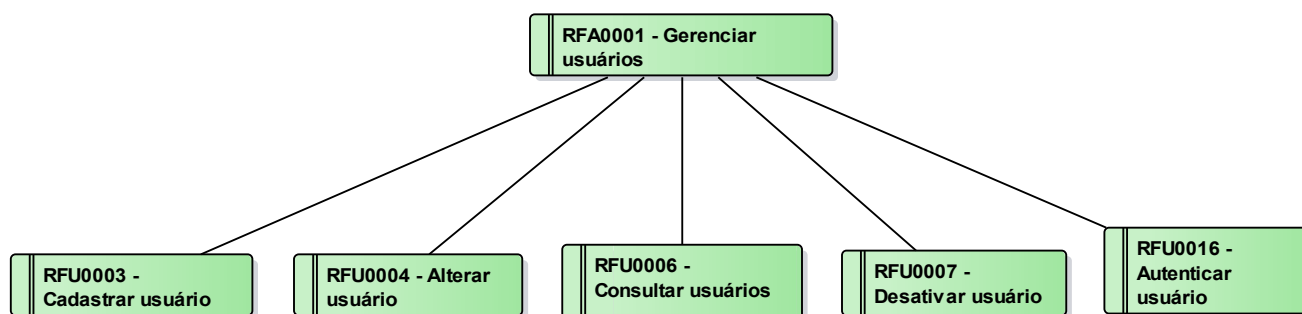 RFA0001 - Gerenciar
usuários
RFU0003 -
Cadastrar usuário
RFU0004 - Alterar
usuário
RFU0006 -
Consultar usuários
RFU0007 -
Desativar usuário
RFU0016 -
Autenticar
usuário